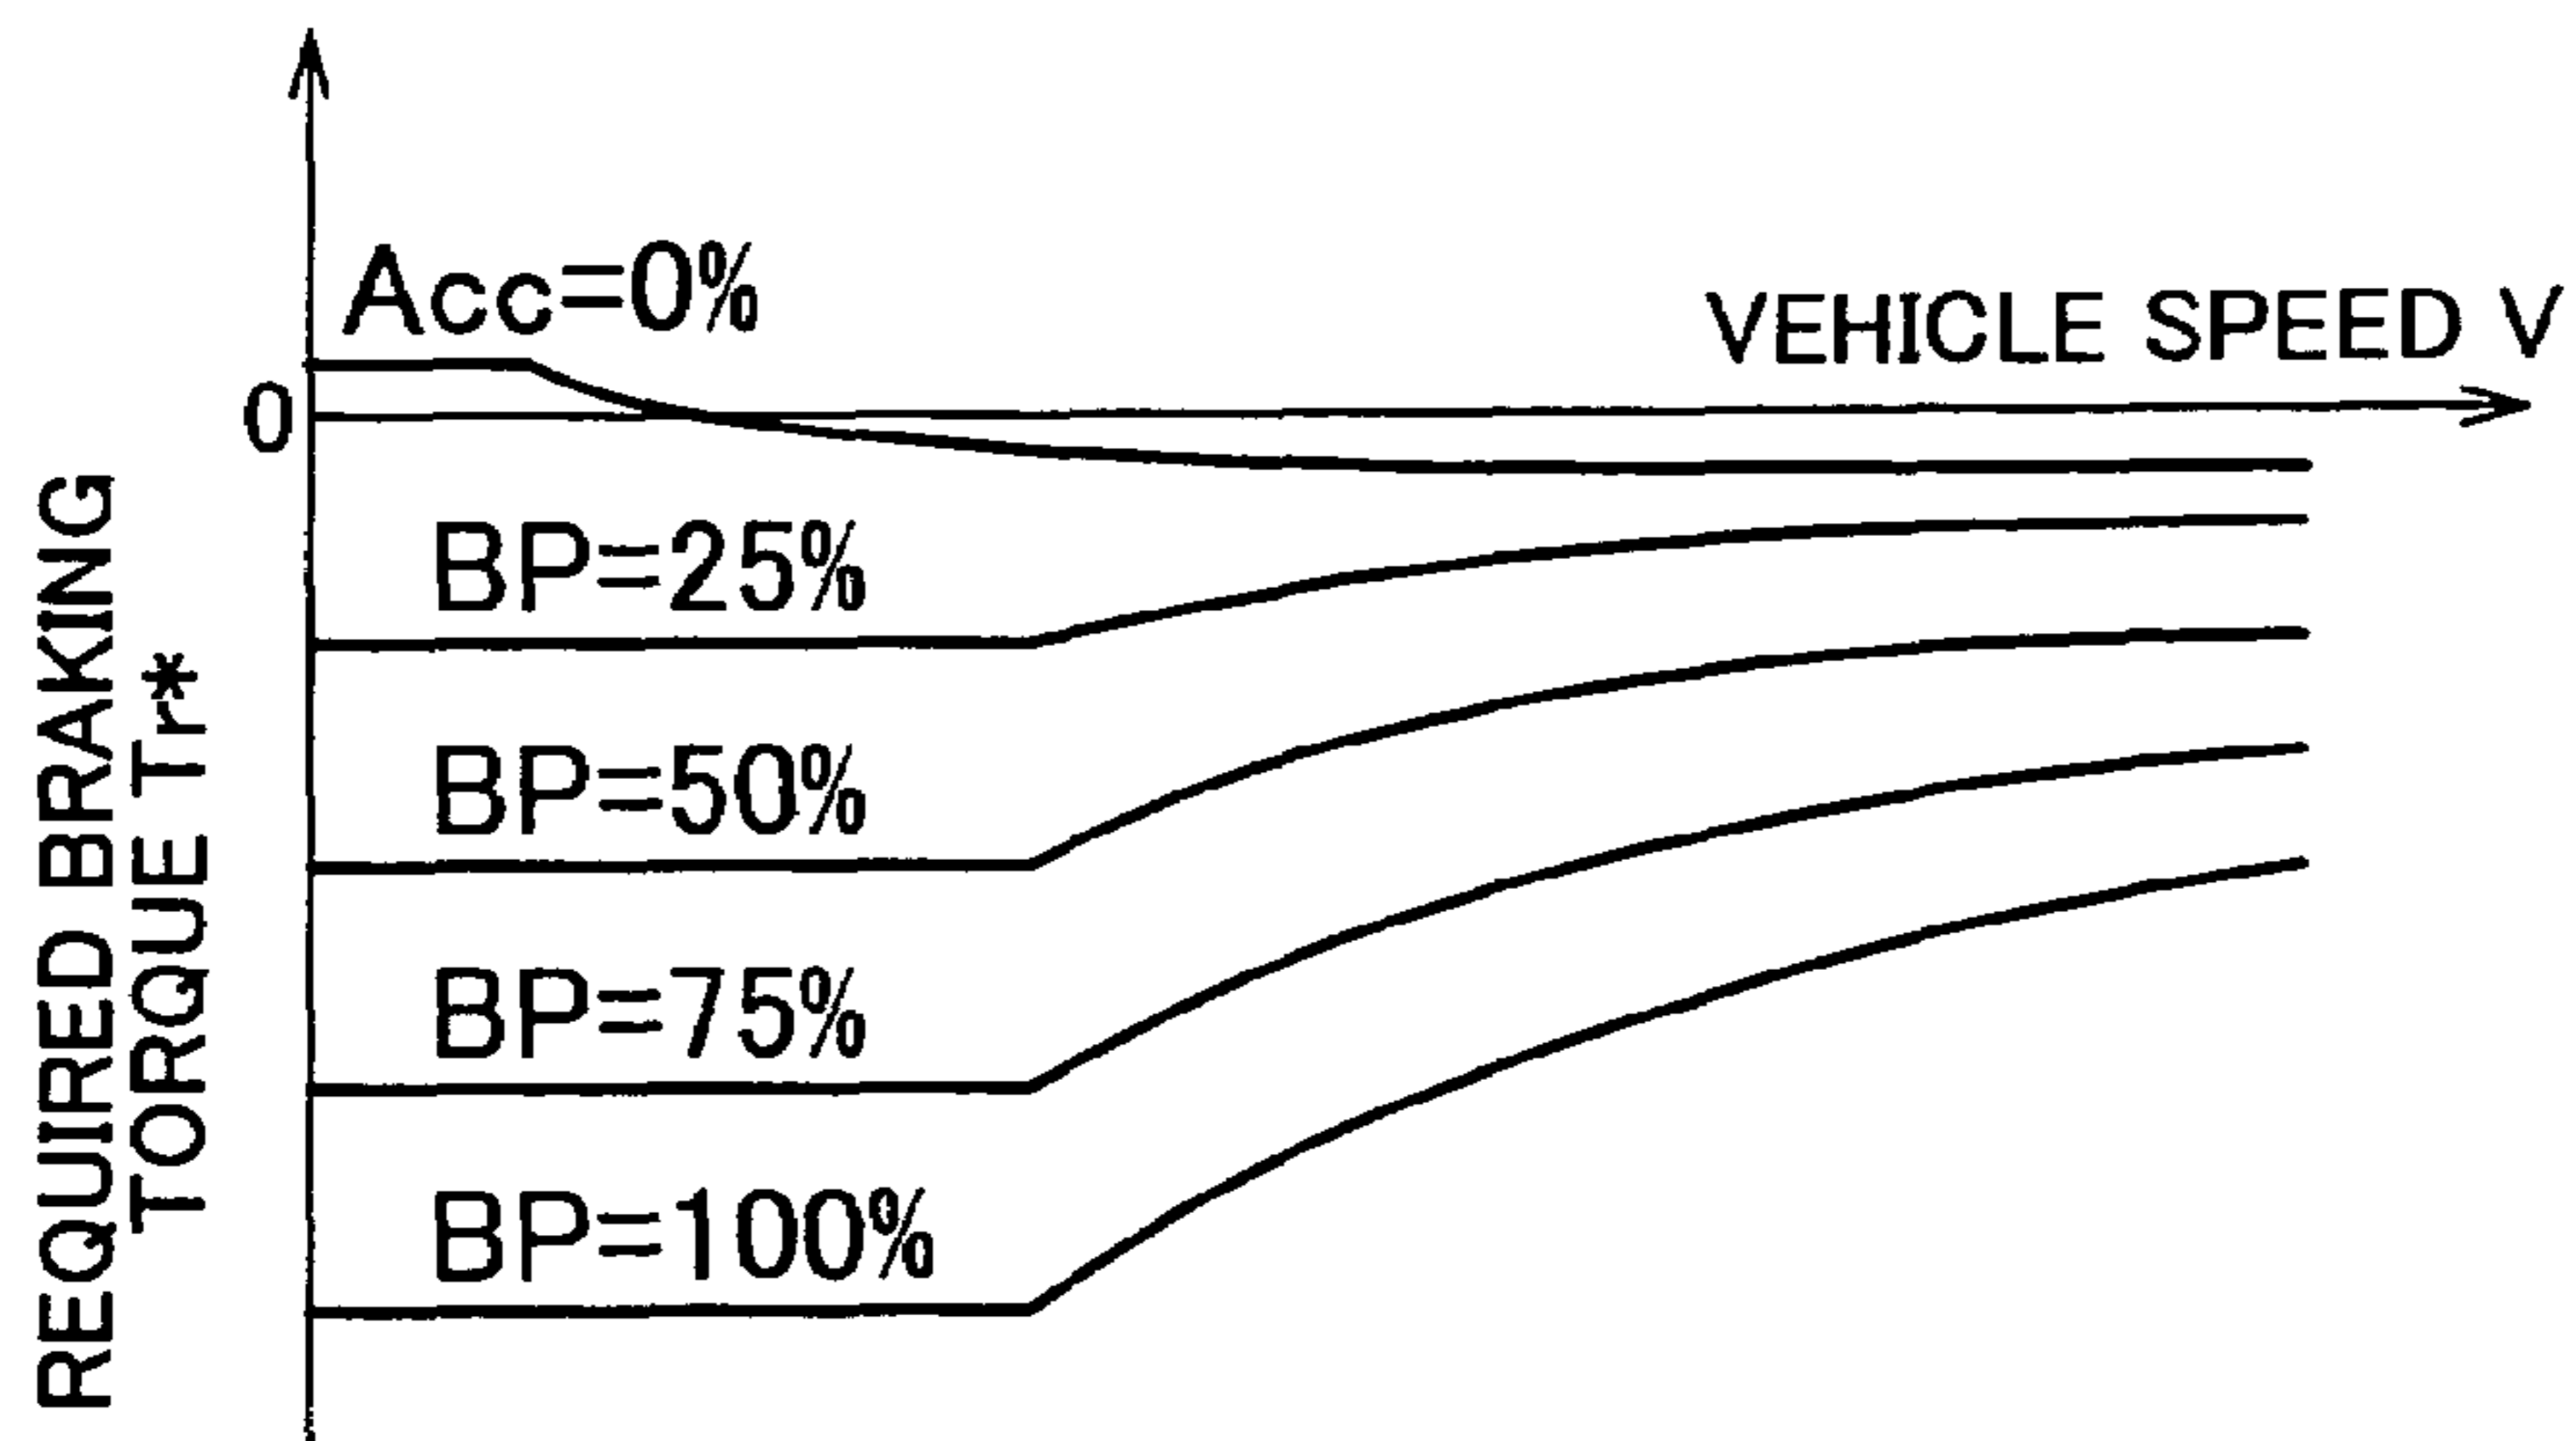 Acc=0%
VEHICLE SPEED V
0
BP=25%
BP=50%
BP=75%
BP=100%
REQUIRED BRAKING
TORQUE Tr*